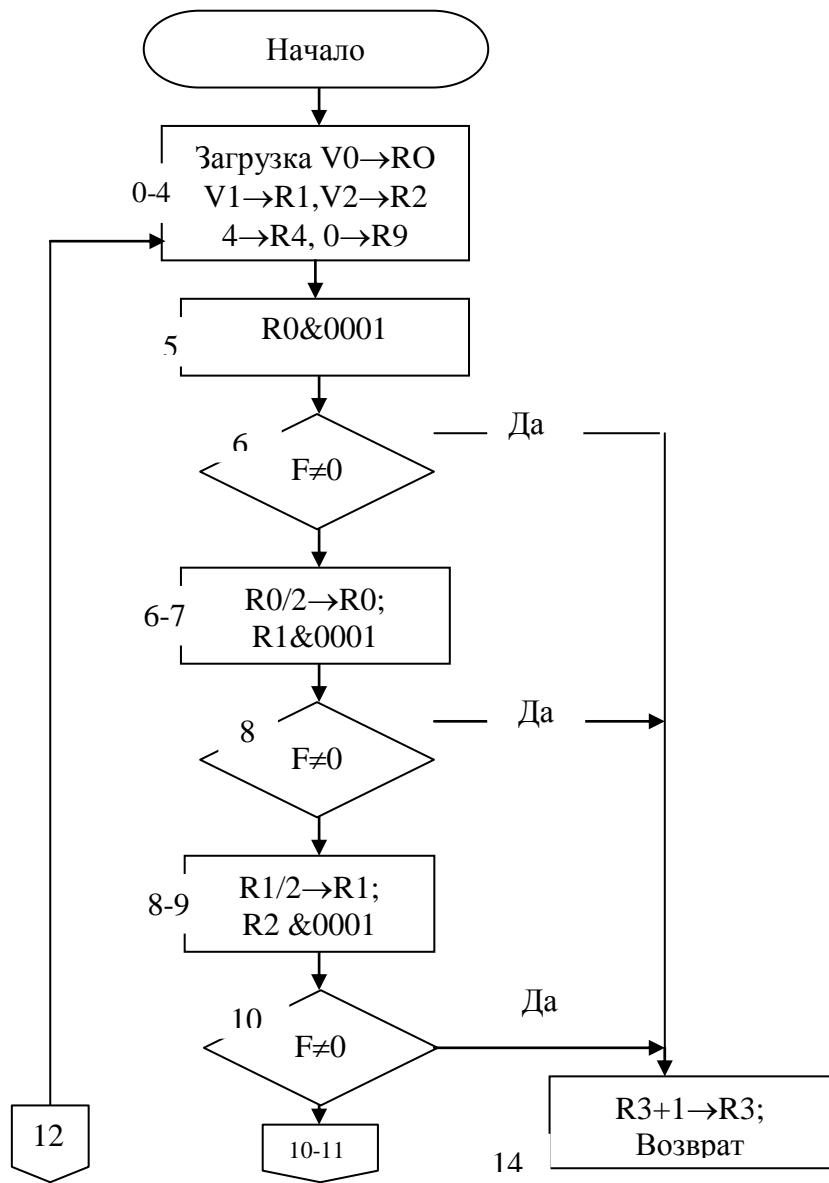 Начало
Загрузка V0→RO
0-4
V1→R1,V2→R2
4→R4, 0→R9
R0&0001
5
Да
6
F≠0
R0/2→R0;
6-7
R1&0001
Да
8
F≠0
R1/2→R1;
8-9
R2 &0001
Да
10
F≠0
12
10-11
R3+1→R3;
Возврат
14